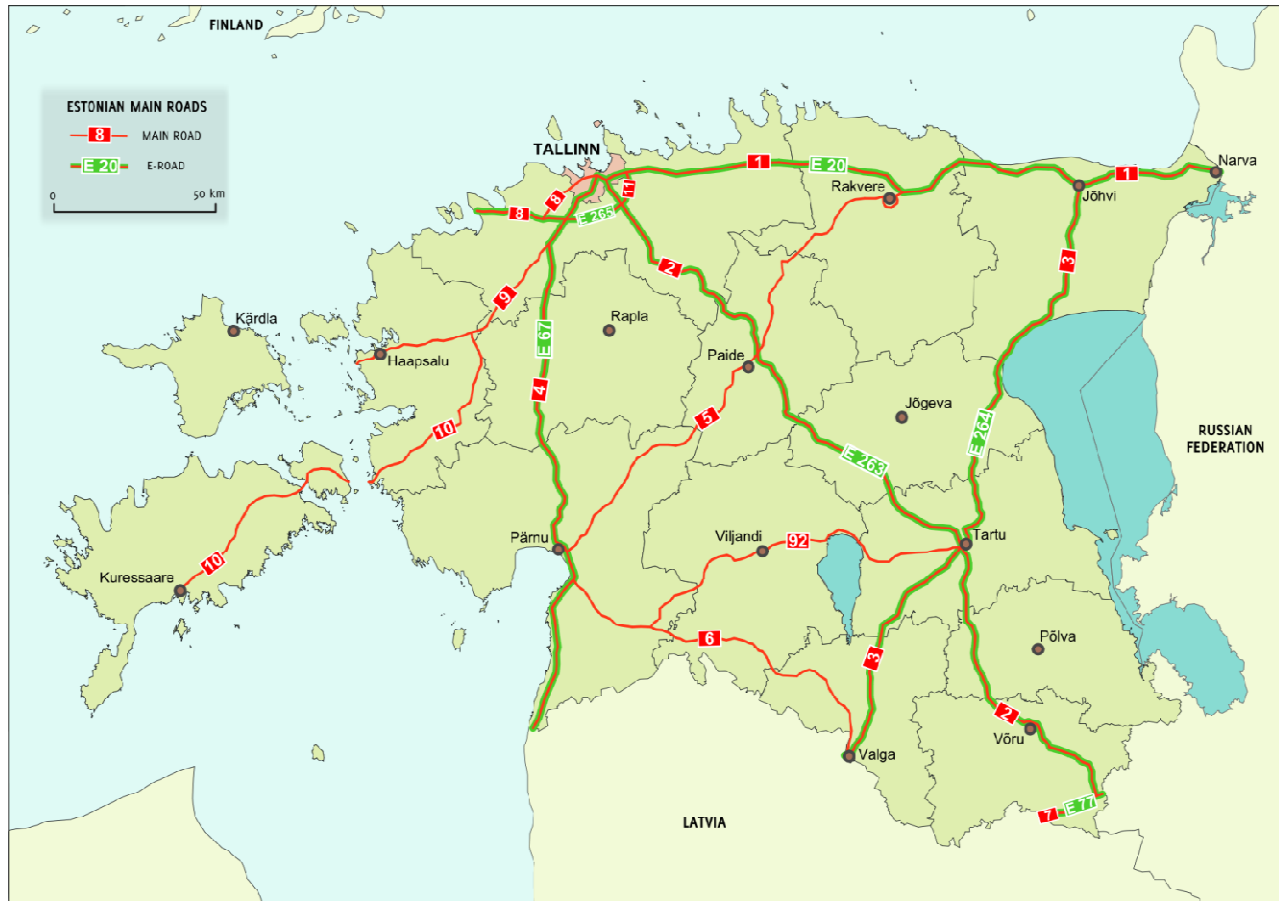 FINLAND
ESTONIAN MAIN ROADS
8 MAIN ROAD
E 20 E-ROAD
0 50 km
TALLINN
1
E 20
1
Narva
Rakvere
Jõhvi
11
8
8
E 265
3
2
9
Kärdla
Rapla
E 67
Haapsalu
Paide
4
5
Jõgeva
10
E 264
RUSSIAN
FEDERATION
E 263
Pärnu
Viljandi
92
Tartu
10
Kuressaare
6
3
Põlva
2
Võru
Valga
7
E 77
LATVIA